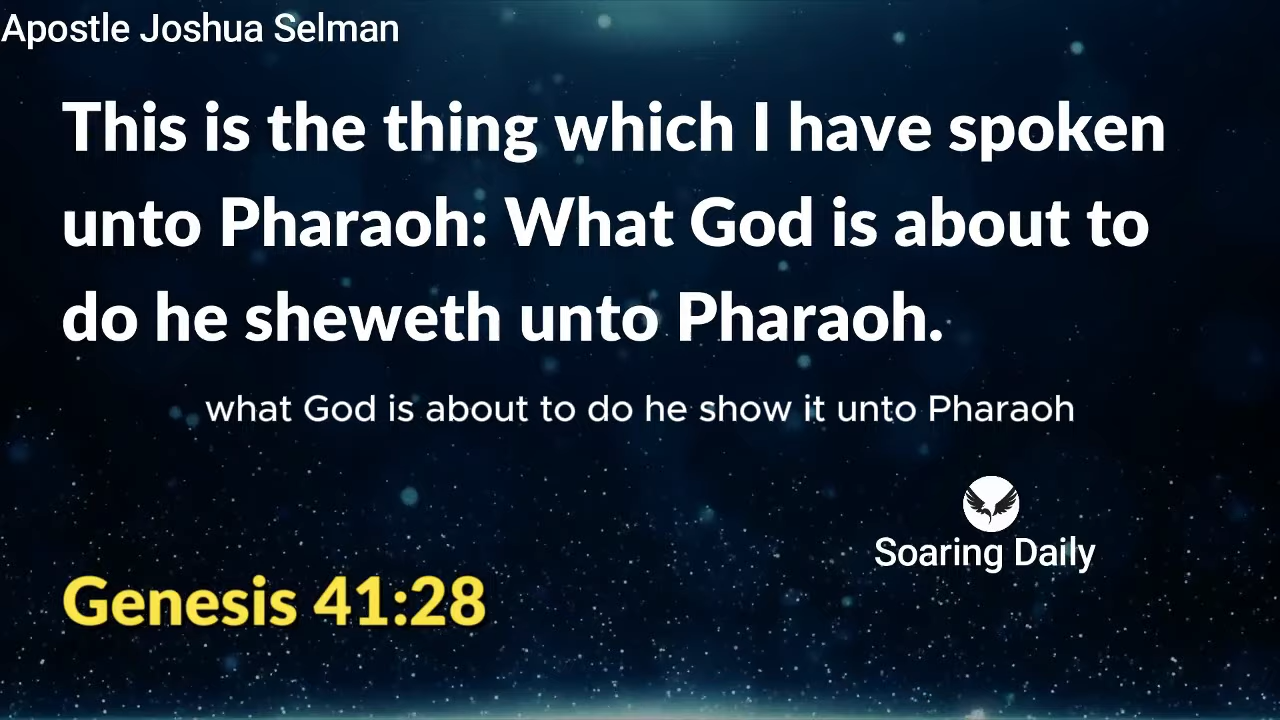 Apostle Joshua Selman
This is the thing which I have spoken
unto Pharaoh: What God is about to
do he sheweth unto Pharaoh.
what God is about to do he show it unto Pharaoh
Soaring Daily
Genesis 41:28